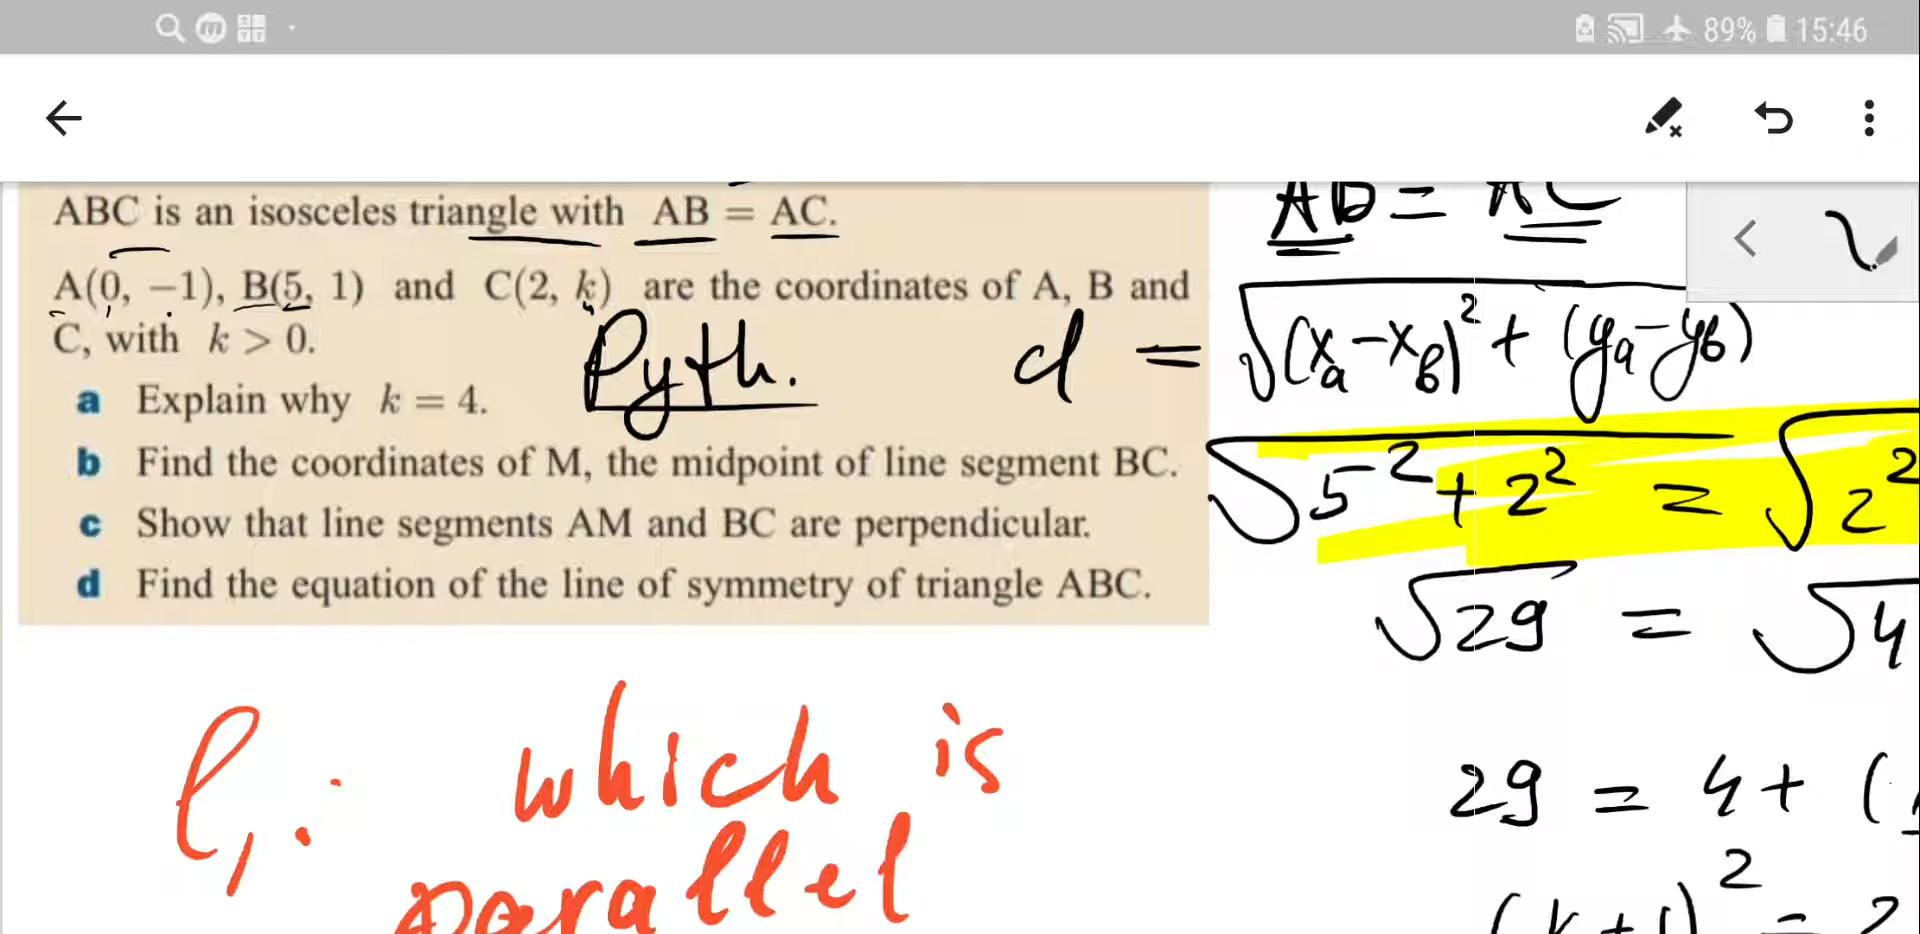 89% 15:46
ABC is an isosceles triangle with AB = AC.
A(0, −1), B(5, 1) and C(2, k) are the coordinates of A, B and
C, with k > 0.
a Explain why k = 4.
b Find the coordinates of M, the midpoint of line segment BC.
c Show that line segments AM and BC are perpendicular.
d Find the equation of the line of symmetry of triangle ABC.
Pyth.
AB = AC
d = √(xa − xB)² + (ya − yB)
√5² + 2² = √2²
√29 = √4
29 = 4 + (
(k + 1)² = 2
l₁: which is
parallel